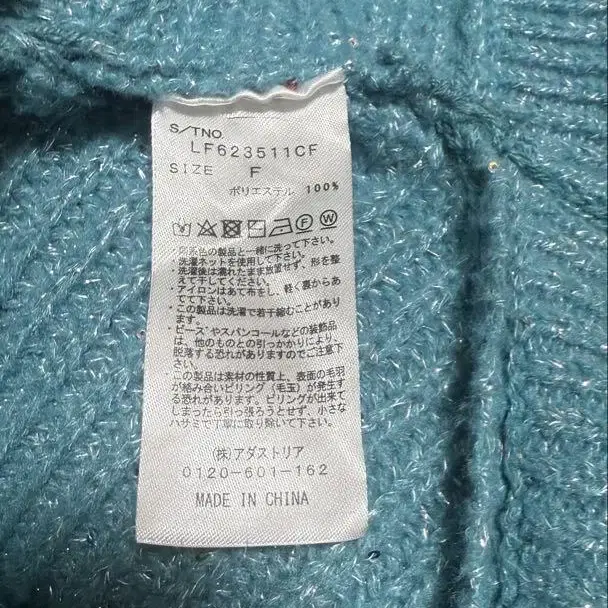 S/TNO.
LF623511CF
SIZE F
ポリエステル 100%
F W
・同系色の製品と一緒に洗って下さい。
・洗濯ネットを使用して下さい。
・洗濯後は濡れたまま放置せず、形を整
えて干してください。
・アイロンはあて布をし、軽く裏からあ
てて下さい。
・この製品は洗濯で若干縮むことがあり
ます。
・ビーズやスパンコールなどの装飾品
は、他のものとの引っかかりにより、
脱落する恐れがありますのでご注意下
さい。
・この製品は素材の性質上、表面の毛羽
が絡み合いピリング（毛玉）が発生す
る恐れがあります。ピリングが出来て
しまったら引っ張ろうとせず、小さな
ハサミで丁寧に取り除いて下さい。
(株)アダストリア
0120-601-162
MADE IN CHINA